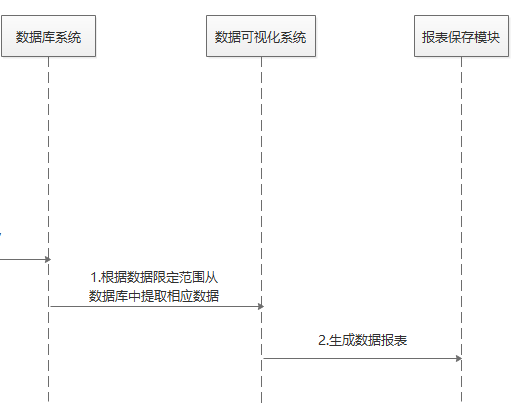 数据库系统
数据可视化系统
报表保存模块
1.根据数据限定范围从
数据库中提取相应数据
2.生成数据报表